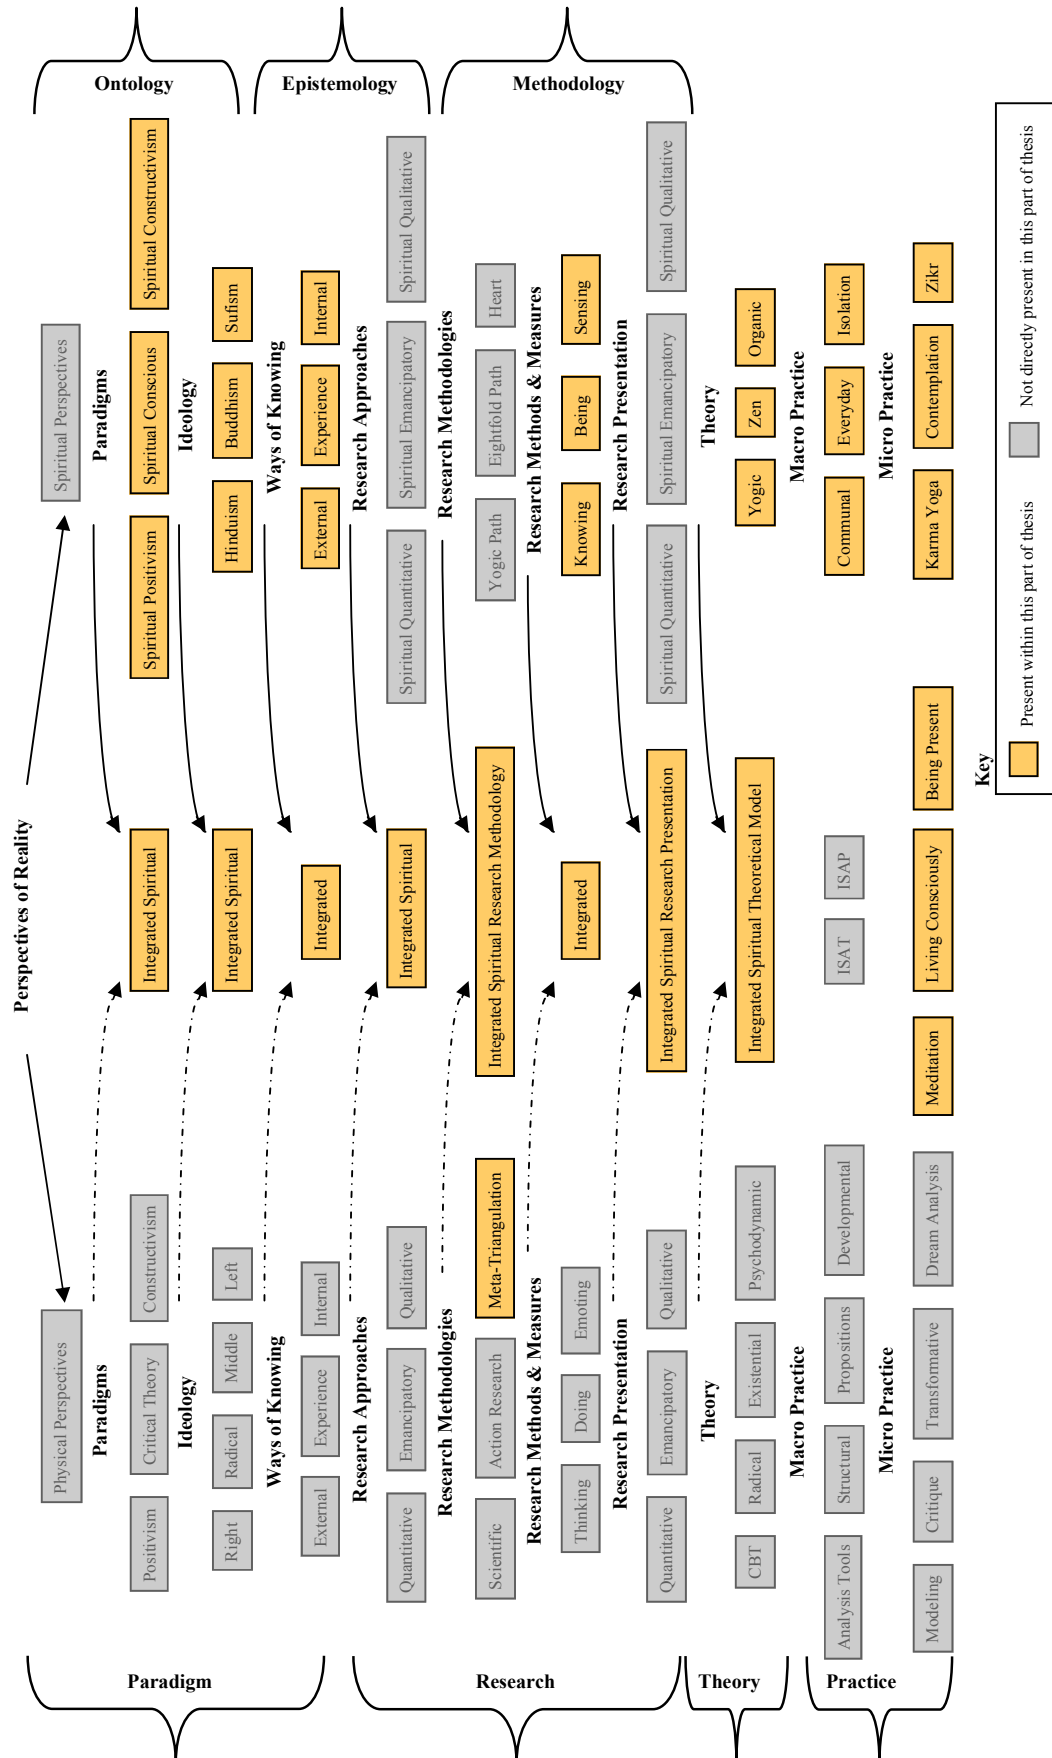 Perspectives of Reality
Physical Perspectives
Spiritual Perspectives
Paradigm
Ontology
Paradigms
Paradigms
Positivism
Critical Theory
Constructivism
Integrated Spiritual
Spiritual Positivism
Spiritual Conscious
Spiritual Constructivism
Ideology
Ideology
Right
Radical
Middle
Left
Integrated Spiritual
Hinduism
Buddhism
Sufism
Ways of Knowing
Ways of Knowing
Epistemology
External
Experience
Internal
Integrated
External
Experience
Internal
Research
Research Approaches
Research Approaches
Quantitative
Emancipatory
Qualitative
Integrated Spiritual
Spiritual Quantitative
Spiritual Emancipatory
Spiritual Qualitative
Research Methodologies
Research Methodologies
Methodology
Scientific
Action Research
Meta-Triangulation
Integrated Spiritual Research Methodology
Yogic Path
Eightfold Path
Heart
Research Methods & Measures
Research Methods & Measures
Thinking
Doing
Emoting
Integrated
Knowing
Being
Sensing
Research Presentation
Research Presentation
Quantitative
Emancipatory
Qualitative
Integrated Spiritual Research Presentation
Spiritual Quantitative
Spiritual Emancipatory
Spiritual Qualitative
Theory
Theory
Theory
CBT
Radical
Existential
Psychodynamic
Integrated Spiritual Theoretical Model
Yogic
Zen
Organic
Practice
Macro Practice
Macro Practice
Analysis Tools
Structural
Propositions
Developmental
ISAT
ISAP
Communal
Everyday
Isolation
Micro Practice
Micro Practice
Modeling
Critique
Transformative
Dream Analysis
Meditation
Living Consciously
Being Present
Karma Yoga
Contemplation
Zikr
Key
Present within this part of thesis
Not directly present in this part of thesis